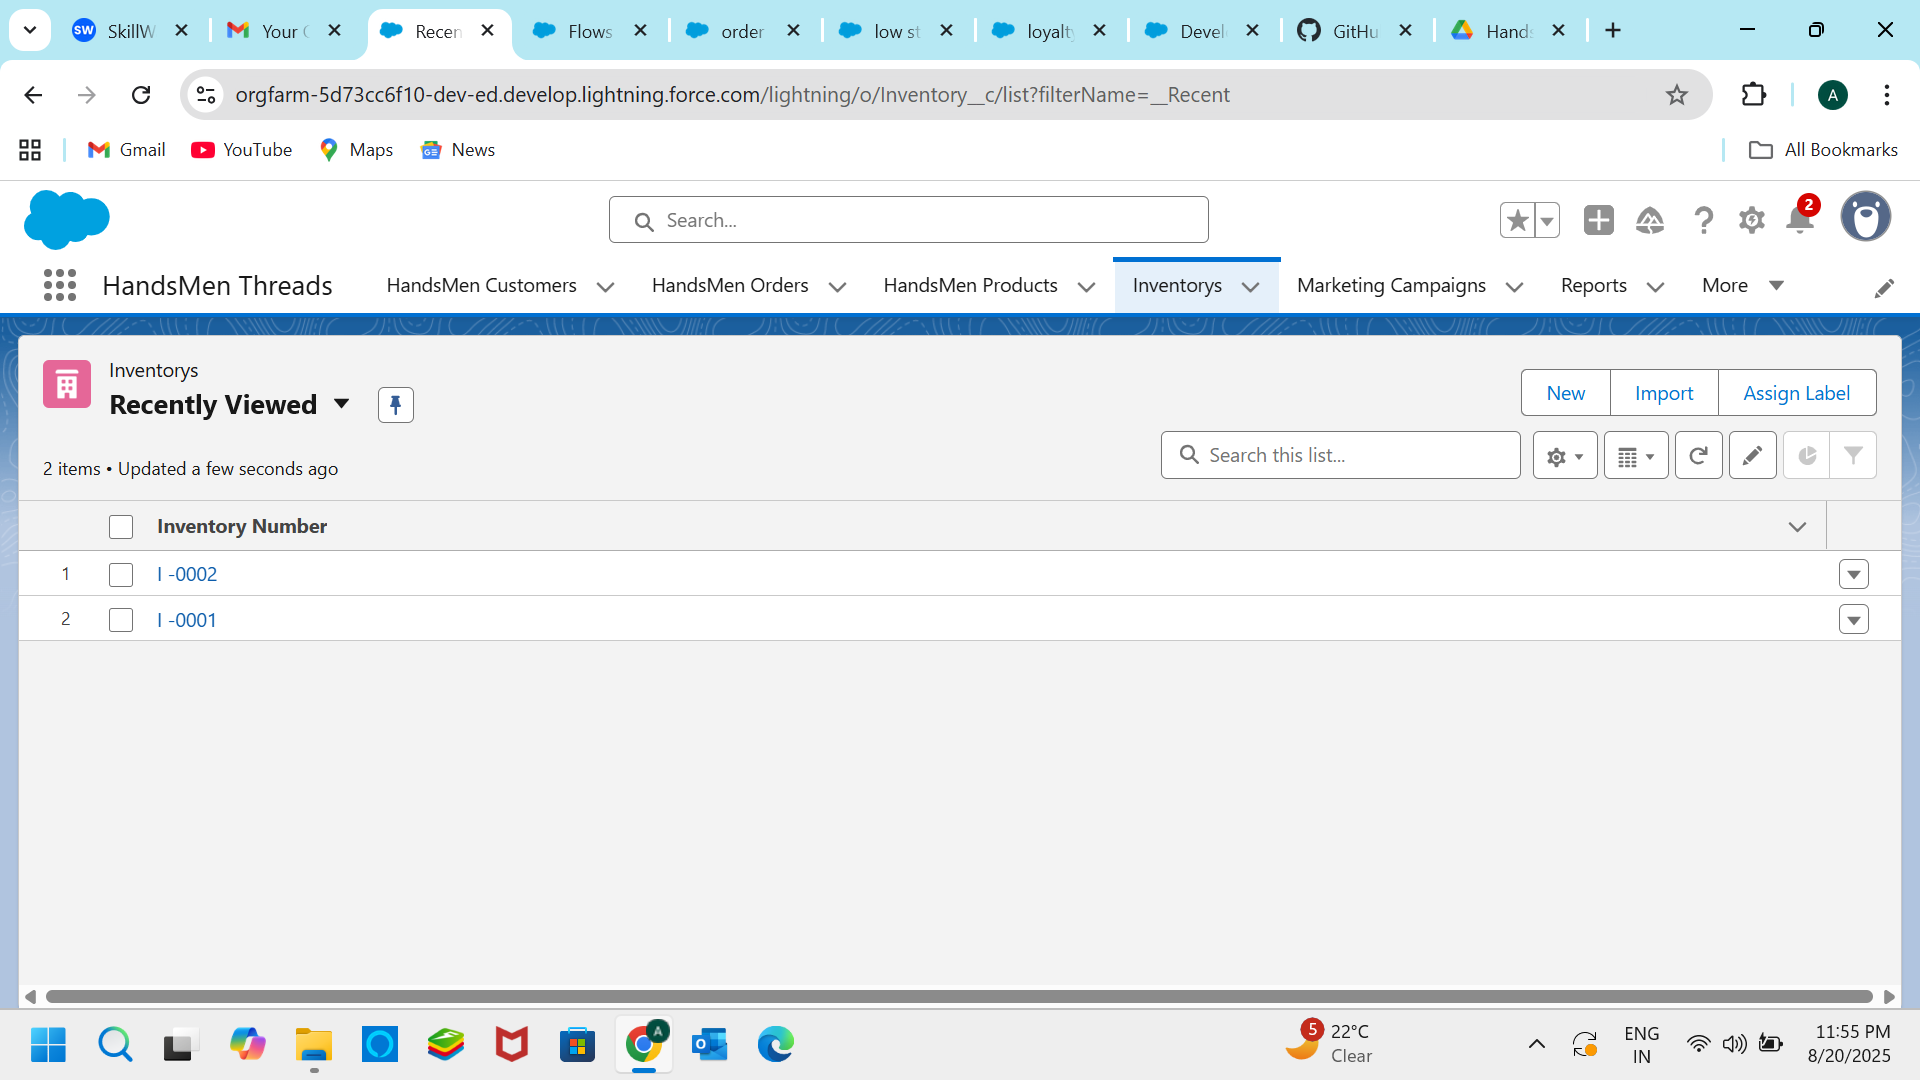 SW SkillW
Your C
Recen
Flows
order
low st
loyalty
Devel
GitHu
Hands
orgfarm-5d73cc6f10-dev-ed.develop.lightning.force.com/lightning/o/Inventory__c/list?filterName=__Recent
A
Gmail
YouTube
Maps
News
All Bookmarks
Search...
2
HandsMen Threads
HandsMen Customers
HandsMen Orders
HandsMen Products
Inventorys
Marketing Campaigns
Reports
More
Inventorys
Recently Viewed
New
Import
Assign Label
2 items • Updated a few seconds ago
Search this list...
Inventory Number
1 I -0002
2 I -0001
A
5
22°C
Clear
ENG
IN
11:55 PM
8/20/2025